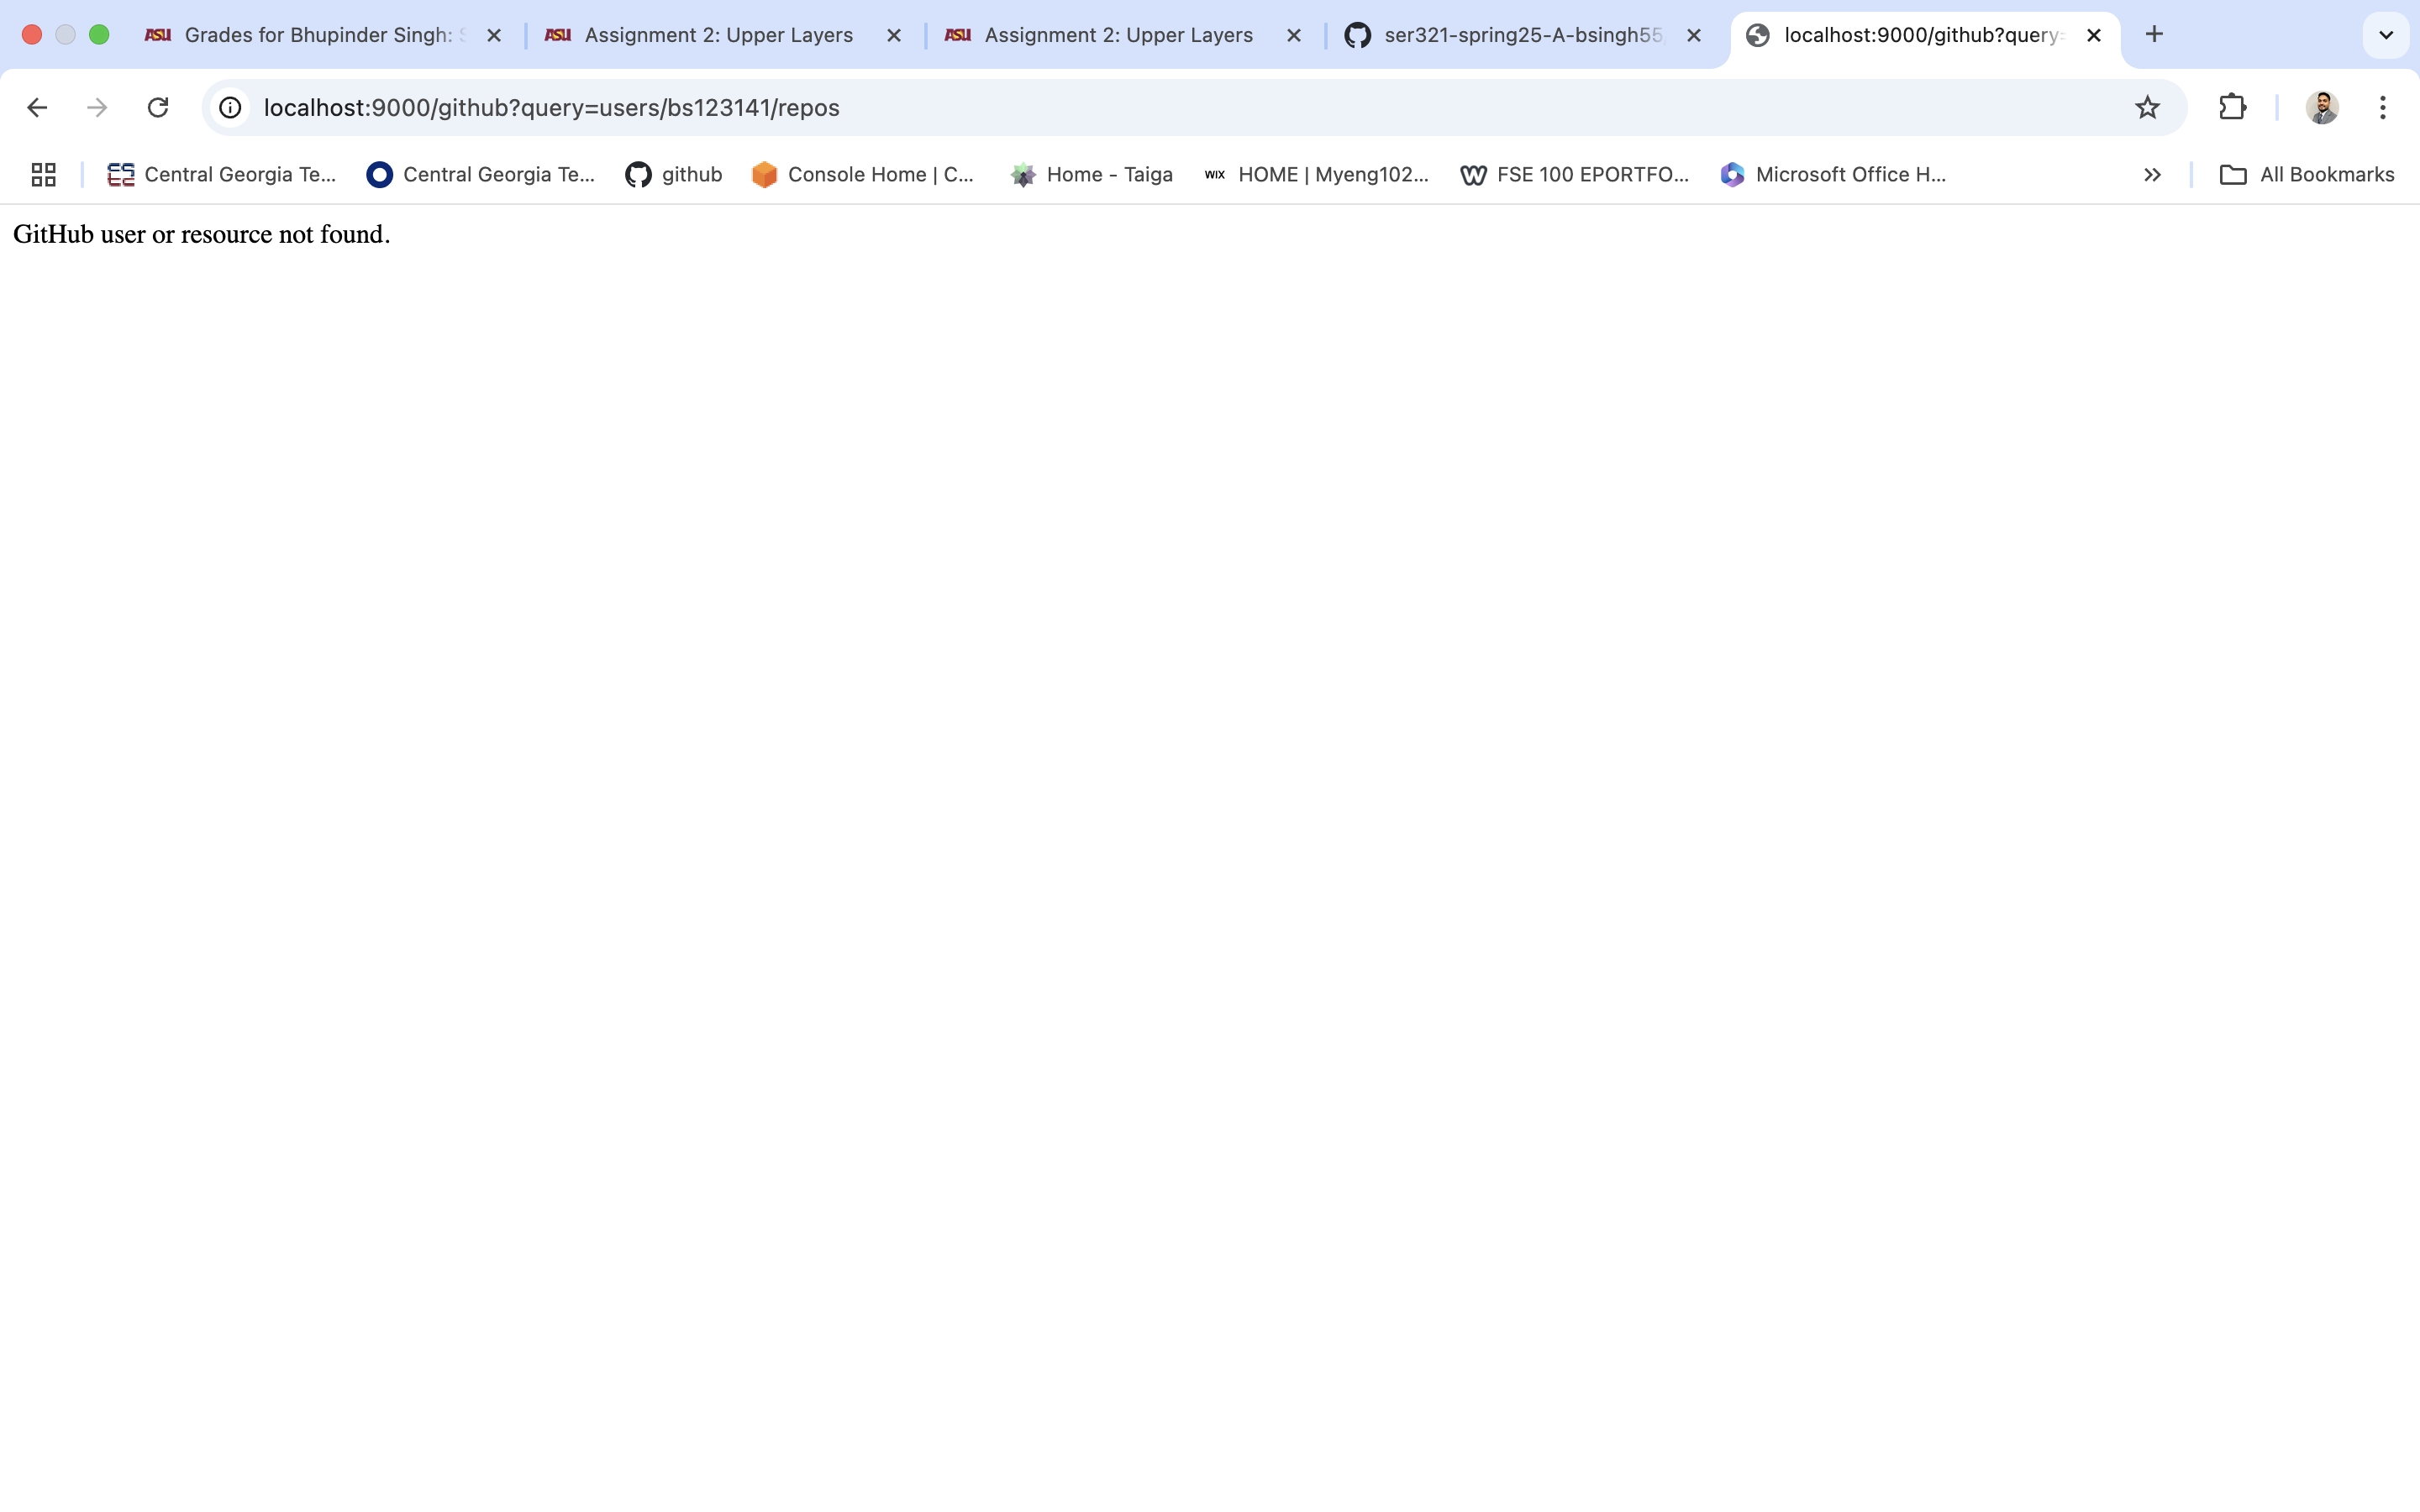 ASU Grades for Bhupinder Singh: S
ASU Assignment 2: Upper Layers
ASU Assignment 2: Upper Layers
ser321-spring25-A-bsingh55
localhost:9000/github?query=
localhost:9000/github?query=users/bs123141/repos
Central Georgia Te...
Central Georgia Te...
github
Console Home | C...
Home - Taiga
WIX HOME | Myeng102...
FSE 100 EPORTFO...
Microsoft Office H...
All Bookmarks
GitHub user or resource not found.